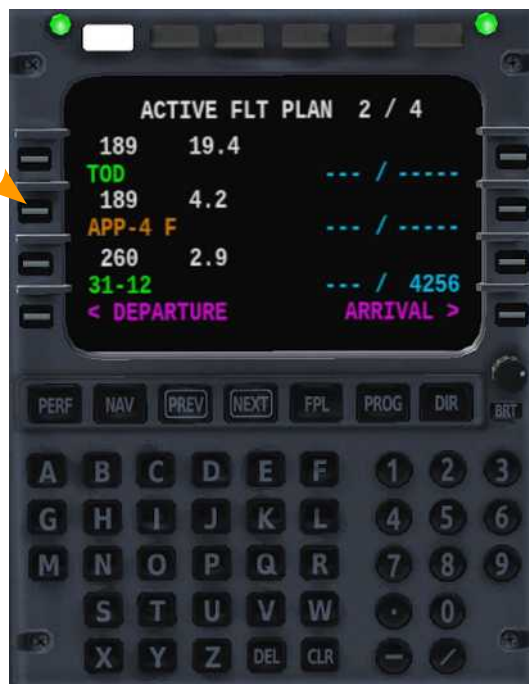 ACTIVE FLT PLAN 2 / 4
189 19.4
TOD --- / -----
189 4.2
APP-4 F --- / -----
260 2.9
31-12 --- / 4256
< DEPARTURE ARRIVAL >
PERF NAV PREV NEXT FPL PROG DIR BRT
A B C D E F 1 2 3
G H I J K L 4 5 6
M N O P Q R 7 8 9
S T U V W · 0
X Y Z DEL CLR - /